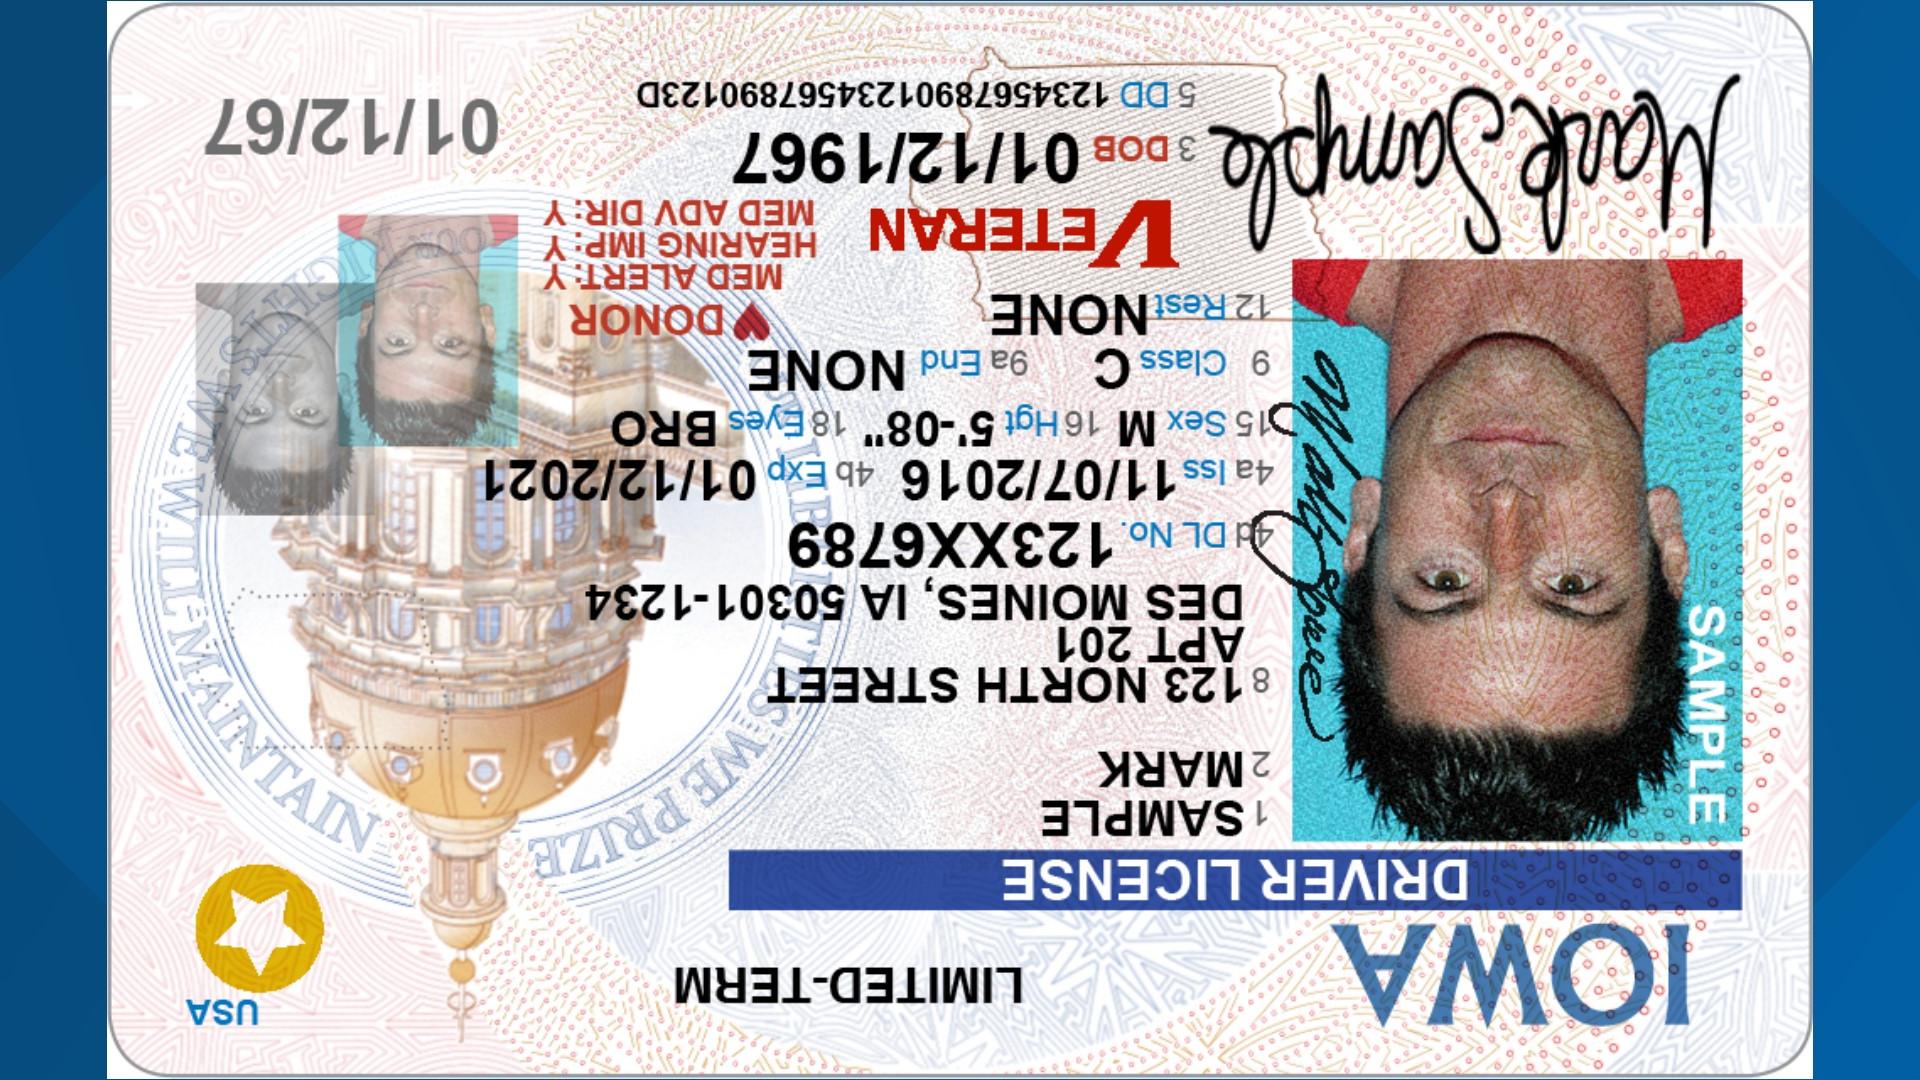 IOWA
LIMITED-TERM
USA
DRIVER LICENSE
SAMPLE
1 SAMPLE
2 MARK
8 123 NORTH STREET
APT 201
DES MOINES, IA 50301-1234
4d DL No. 123XX6789
4a Iss 11/07/2016 4b Exp 01/12/2021
15 Sex M 16 Hgt 5'-08" 18 Eyes BRO
9 Class C 9a End NONE
12 Rest NONE
DONOR
MED ALERT: Y
HEARING IMP: Y
MED ADV DIR: Y
VETERAN
3 DOB 01/12/1967
5 DD 12345678901234567890123D
01/12/67
Mark Sample
WE PRIZE
WE WILL MAINTAIN